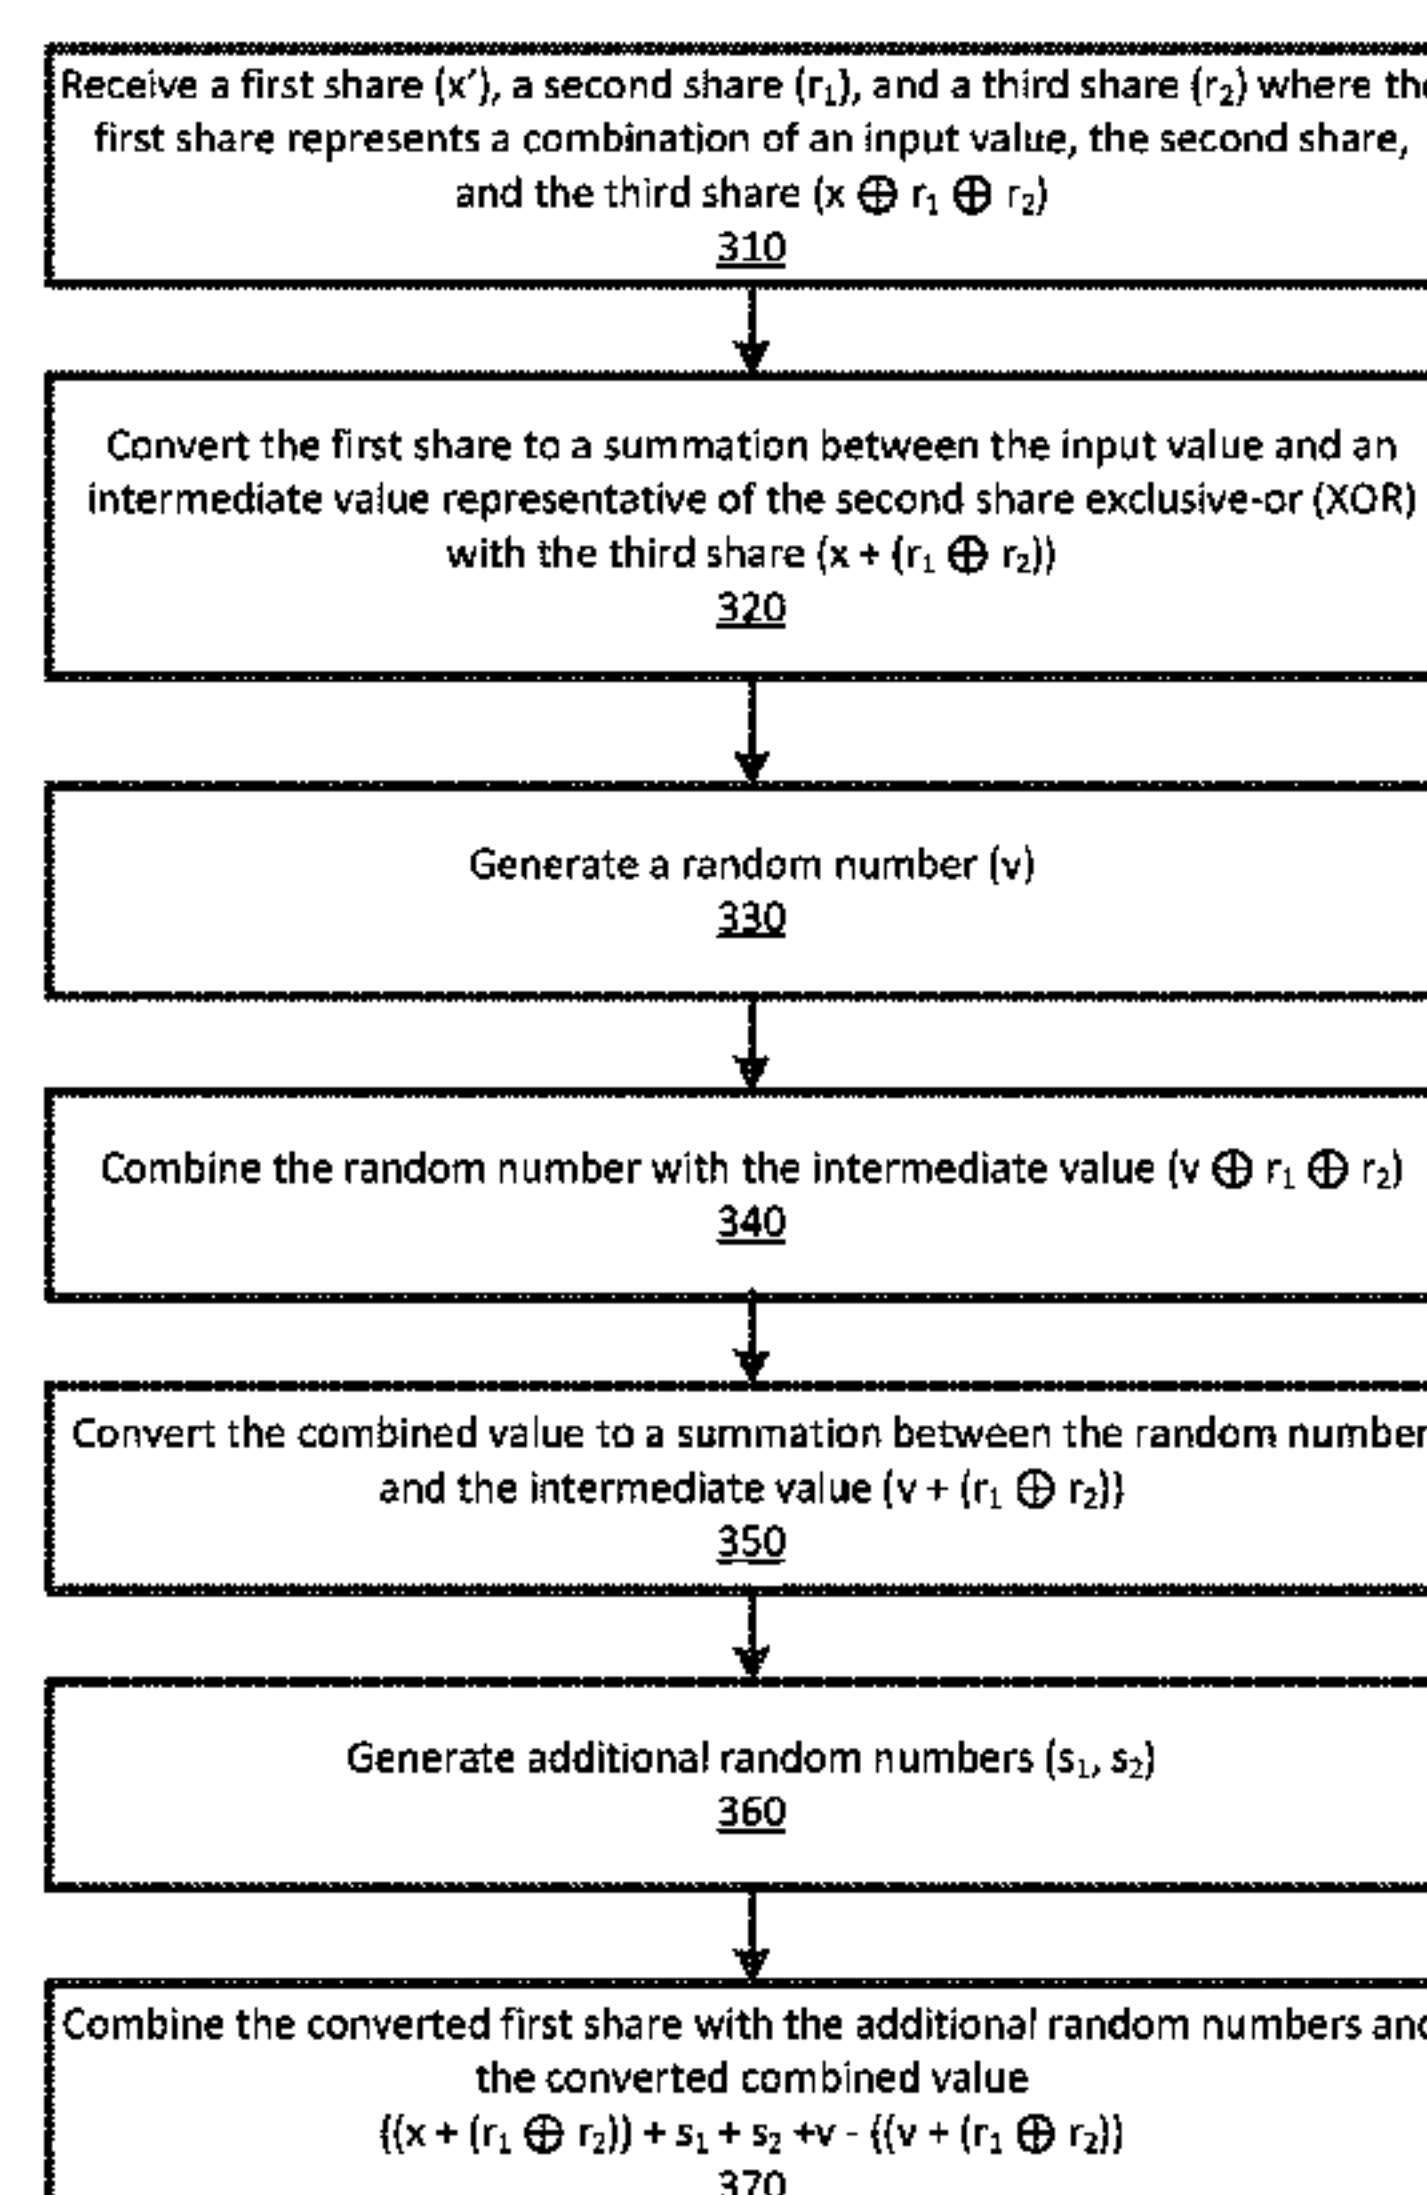 Receive a first share (x′), a second share (r₁), and a third share (r₂) where the
first share represents a combination of an input value, the second share,
and the third share (x ⊕ r₁ ⊕ r₂)
310
Convert the first share to a summation between the input value and an
intermediate value representative of the second share exclusive-or (XOR)
with the third share (x + (r₁ ⊕ r₂))
320
Generate a random number (v)
330
Combine the random number with the intermediate value (v ⊕ r₁ ⊕ r₂)
340
Convert the combined value to a summation between the random number
and the intermediate value (v + (r₁ ⊕ r₂))
350
Generate additional random numbers (s₁, s₂)
360
Combine the converted first share with the additional random numbers and
the converted combined value
((x + (r₁ ⊕ r₂)) + s₁ + s₂ +v - ((v + (r₁ ⊕ r₂))
370